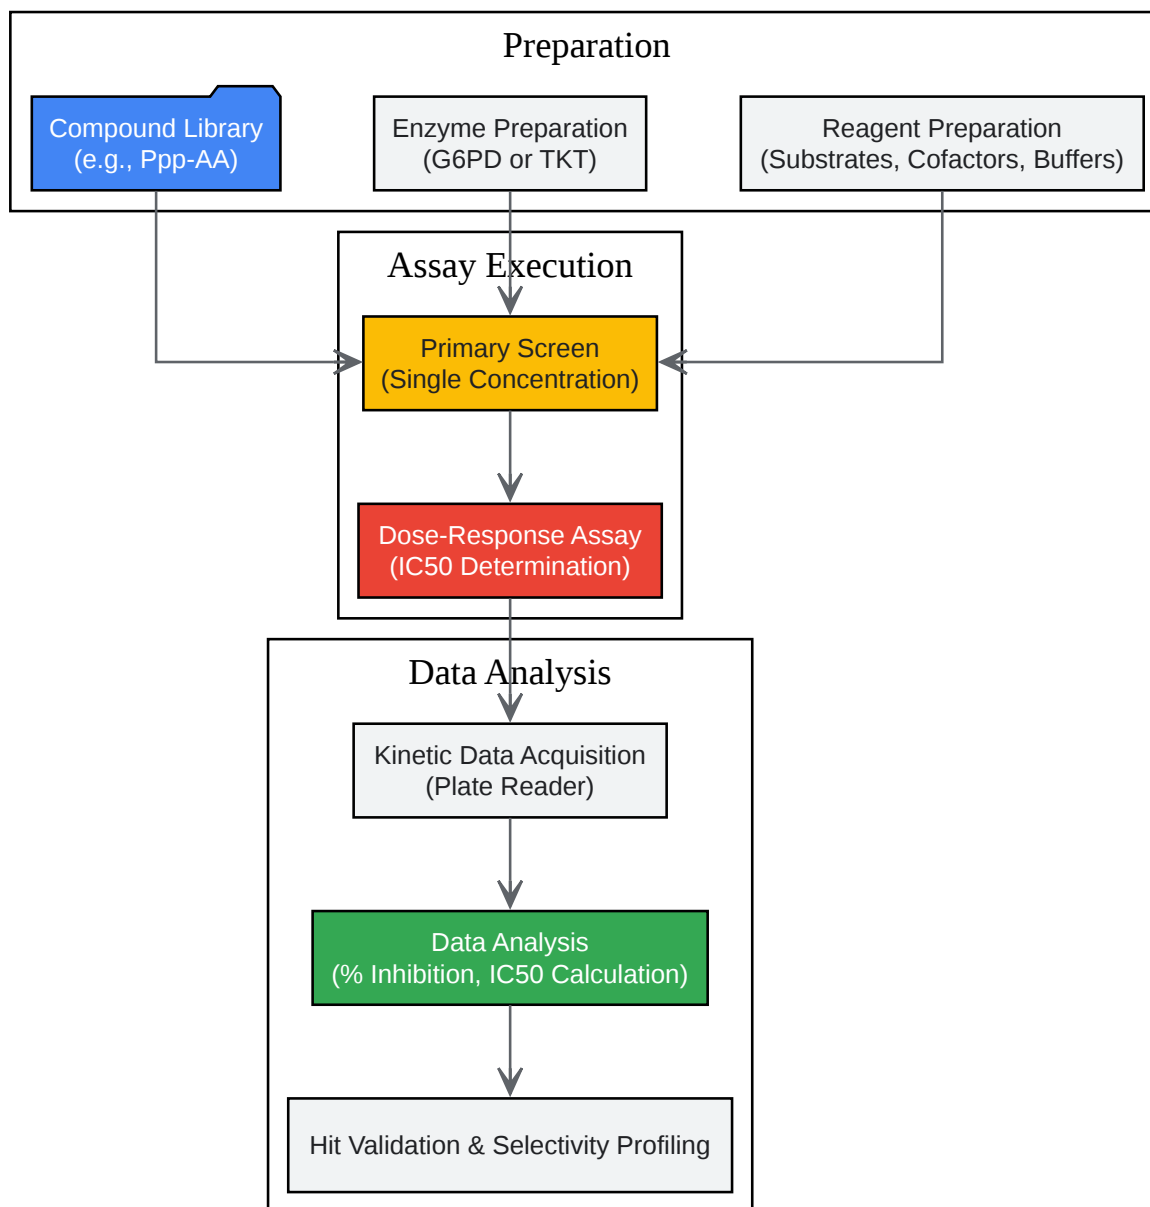 Preparation
Compound Library
(e.g., Ppp-AA)
Enzyme Preparation
(G6PD or TKT)
Reagent Preparation
(Substrates, Cofactors, Buffers)
Assay Execution
Primary Screen
(Single Concentration)
Dose-Response Assay
(IC50 Determination)
Data Analysis
Kinetic Data Acquisition
(Plate Reader)
Data Analysis
(% Inhibition, IC50 Calculation)
Hit Validation & Selectivity Profiling